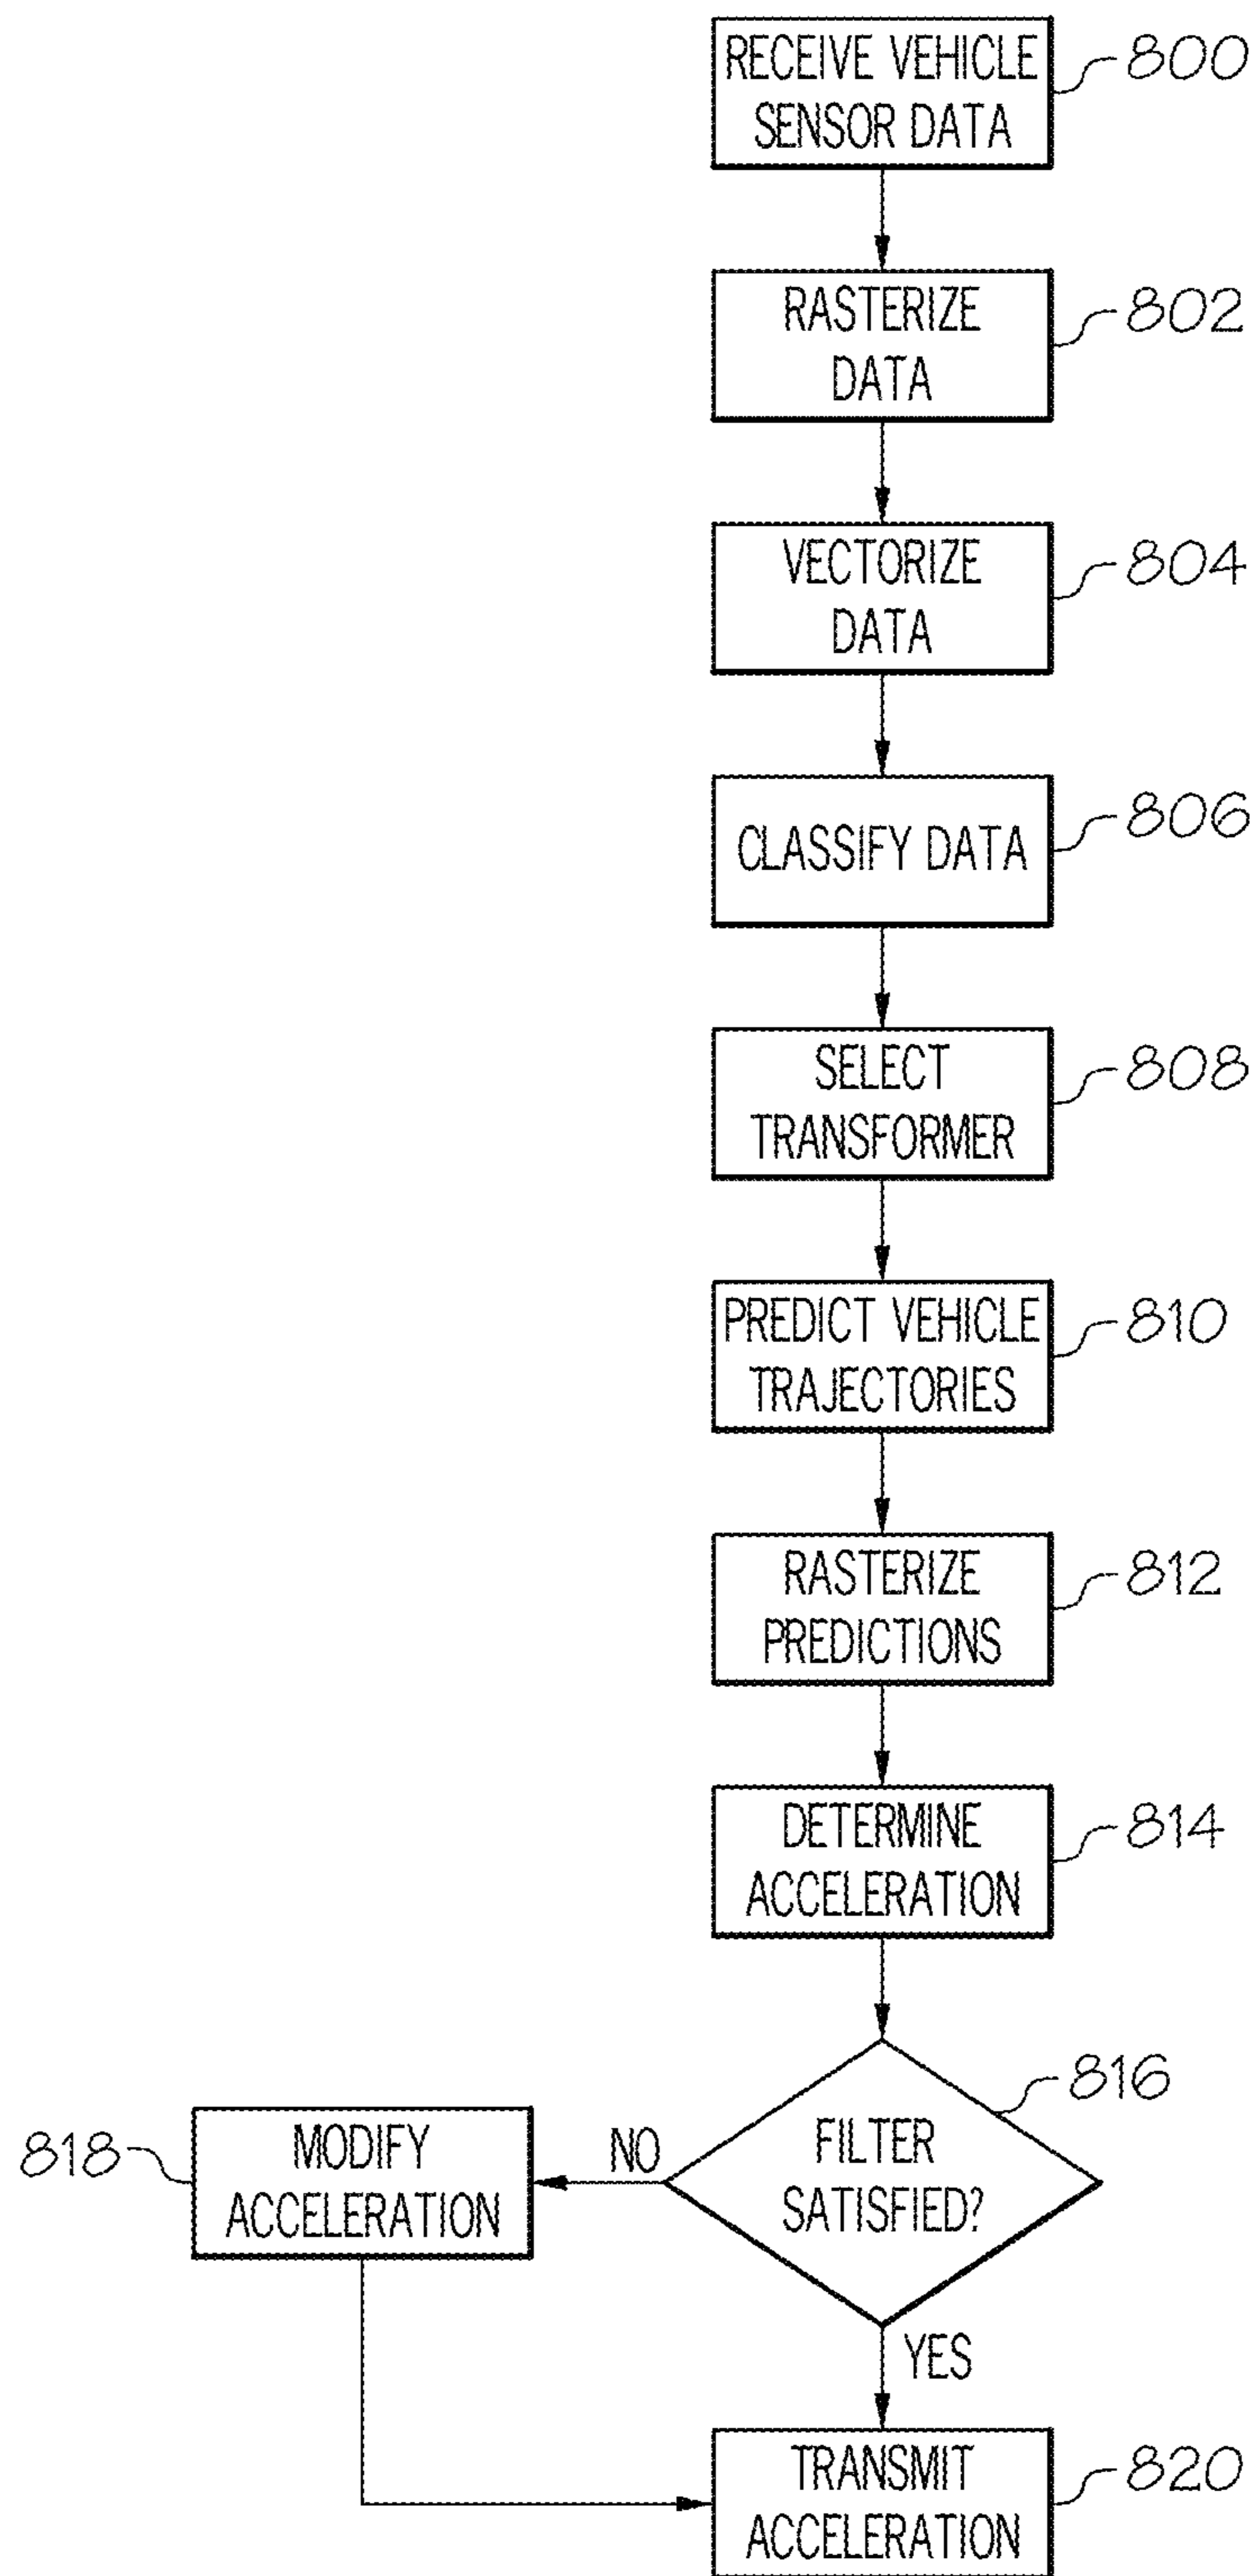 RECEIVE VEHICLE
SENSOR DATA
800
RASTERIZE
DATA
802
VECTORIZE
DATA
804
CLASSIFY DATA
806
SELECT
TRANSFORMER
808
PREDICT VEHICLE
TRAJECTORIES
810
RASTERIZE
PREDICTIONS
812
DETERMINE
ACCELERATION
814
FILTER
SATISFIED?
816
NO
MODIFY
ACCELERATION
818
YES
TRANSMIT
ACCELERATION
820